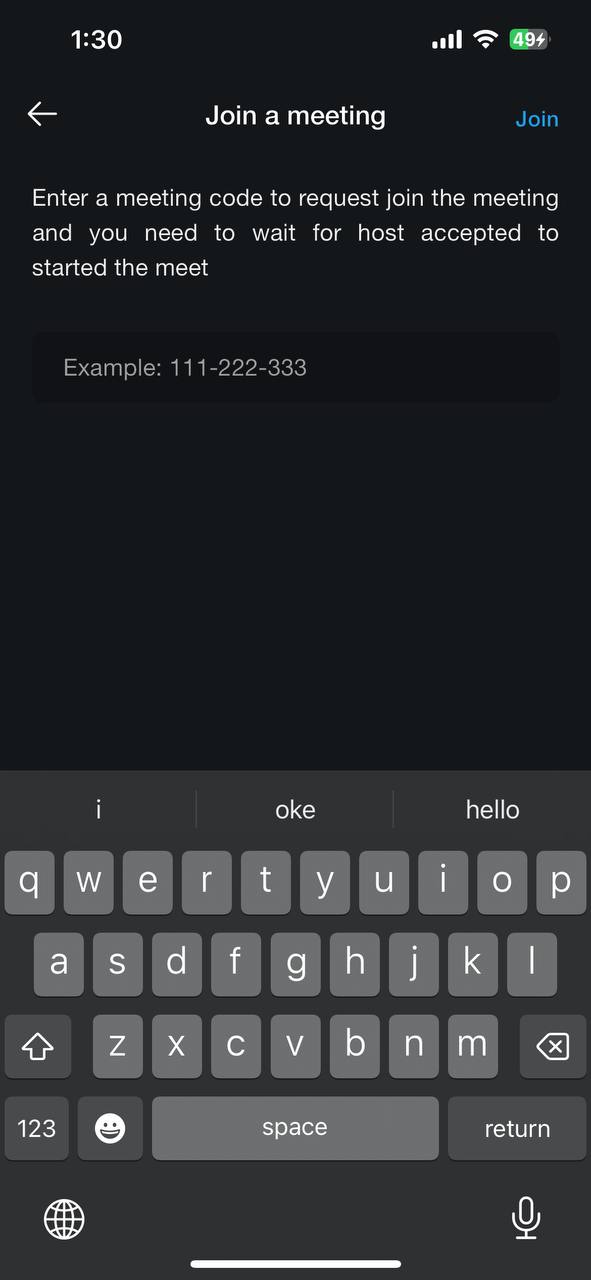 1:30
49
Join a meeting
Join
Enter a meeting code to request join the meeting
and you need to wait for host accepted to
started the meet
Example: 111-222-333
i oke hello
q w e r t y u i o p
a s d f g h j k l
z x c v b n m
123 space return